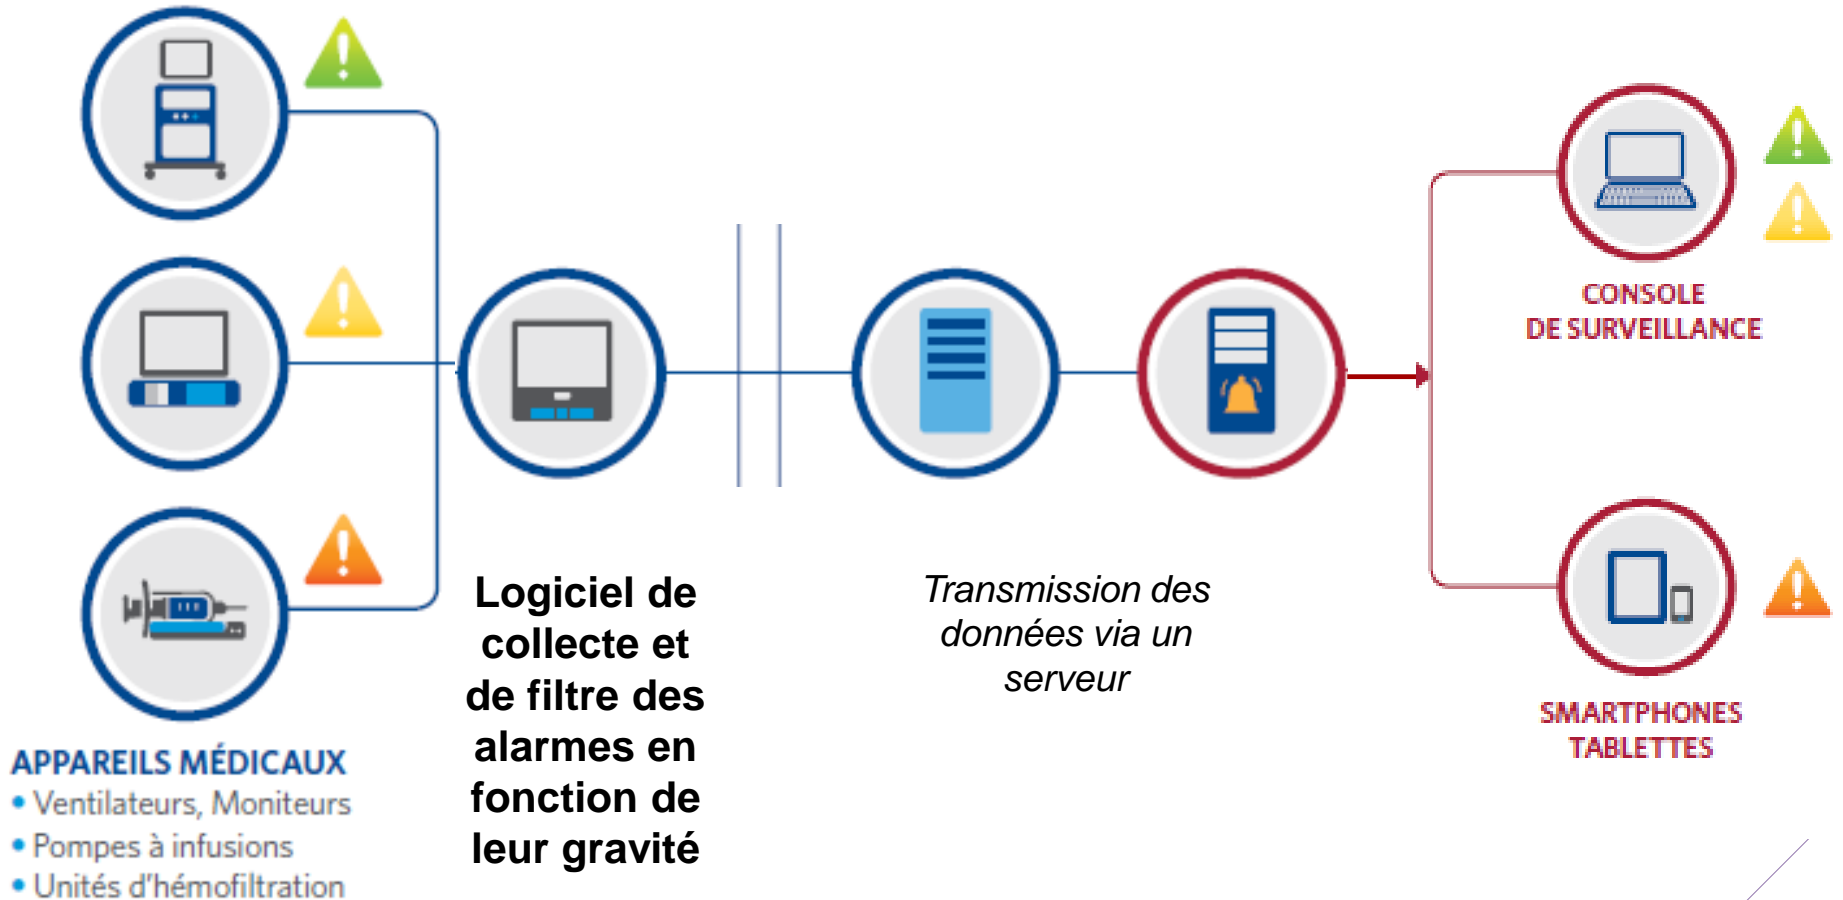 APPAREILS MÉDICAUX
• Ventilateurs, Moniteurs
• Pompes à infusions
• Unités d'hémofiltration
Logiciel de
collecte et
de filtre des
alarmes en
fonction de
leur gravité
Transmission des
données via un
serveur
CONSOLE
DE SURVEILLANCE
SMARTPHONES
TABLETTES